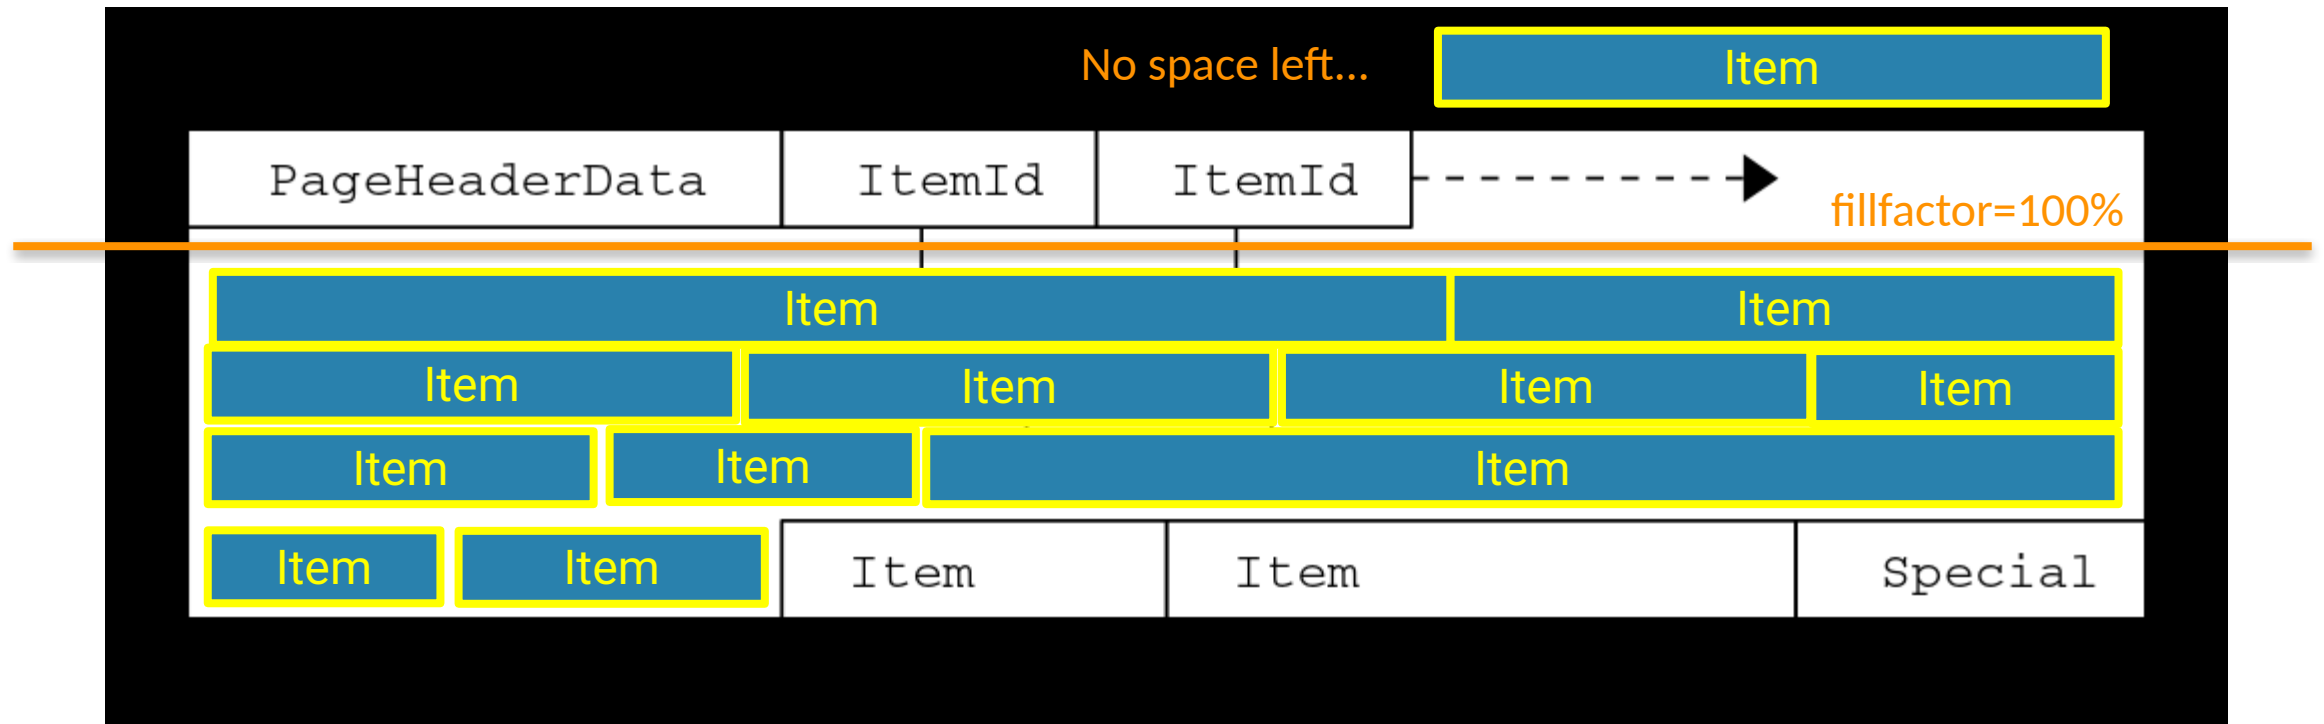 No space left... Item
PageHeaderData ItemId ItemId
fillfactor=100%
Item Item
Item Item Item Item
Item Item Item
Item Item Item Item Special